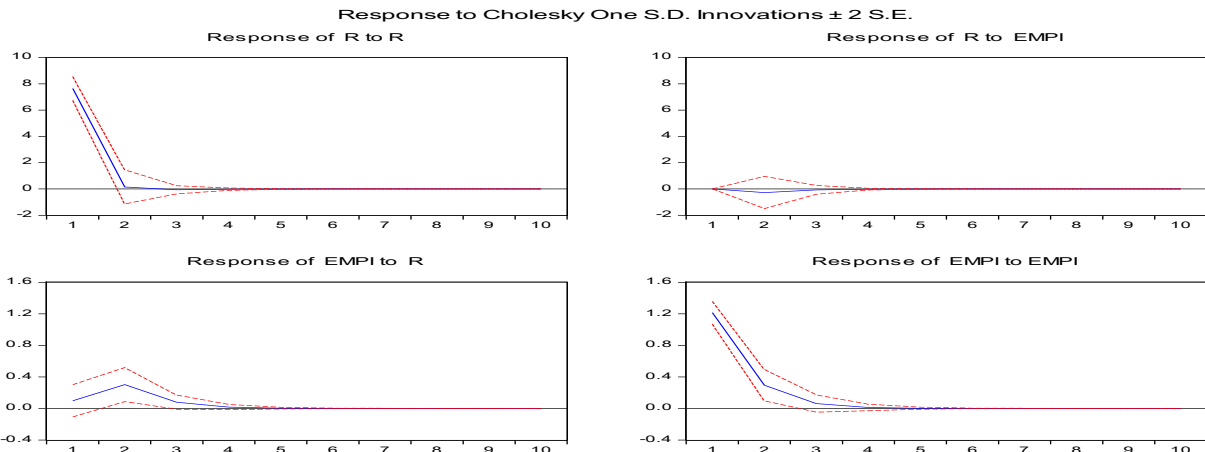 Response to Cholesky One S.D. Innovations ± 2 S.E.
Response of R to R
10
8
6
4
2
0
-2
1 2 3 4 5 6 7 8 9 10
Response of R to EMPI
10
8
6
4
2
0
-2
1 2 3 4 5 6 7 8 9 10
Response of EMPI to R
1.6
1.2
0.8
0.4
0.0
-0.4
1 2 3 4 5 6 7 8 9 10
Response of EMPI to EMPI
1.6
1.2
0.8
0.4
0.0
-0.4
1 2 3 4 5 6 7 8 9 10